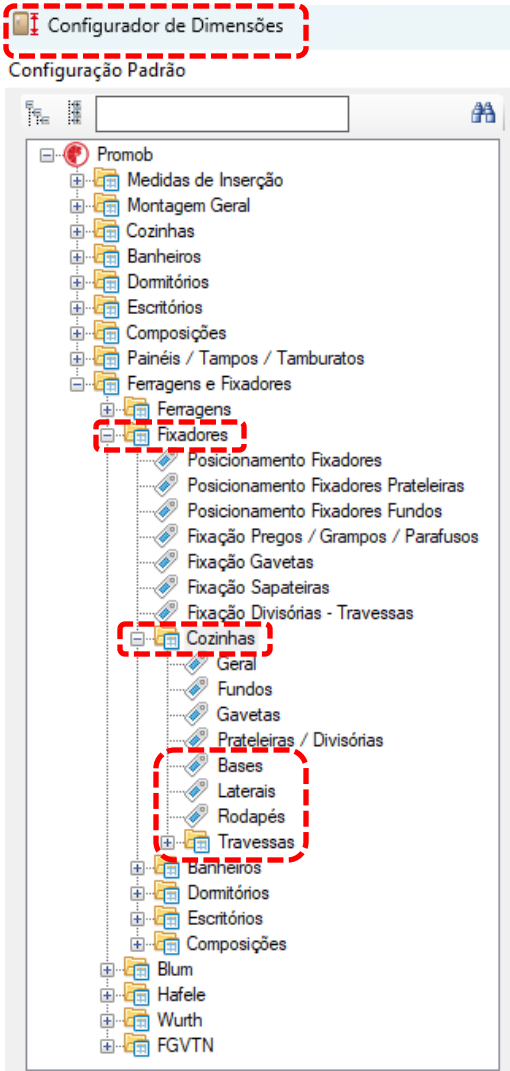 Configurador de Dimensões
Configuração Padrão
Promob
Medidas de Inserção
Montagem Geral
Cozinhas
Banheiros
Dormitórios
Escritórios
Composições
Painéis / Tampos / Tamburatos
Ferragens e Fixadores
Ferragens
Fixadores
Posicionamento Fixadores
Posicionamento Fixadores Prateleiras
Posicionamento Fixadores Fundos
Fixação Pregos / Grampos / Parafusos
Fixação Gavetas
Fixação Sapateiras
Fixação Divisórias - Travessas
Cozinhas
Geral
Fundos
Gavetas
Prateleiras / Divisórias
Bases
Laterais
Rodapés
Travessas
Banheiros
Dormitórios
Escritórios
Composições
Blum
Hafele
Wurth
FGVTN